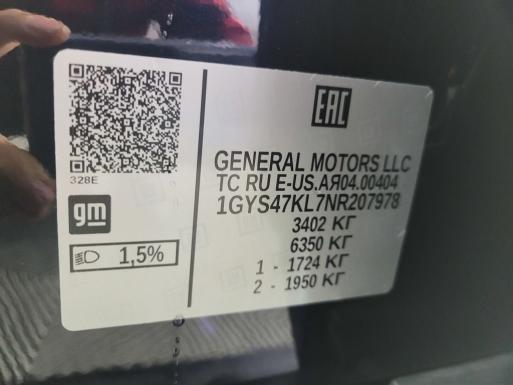 328E
gm
1,5%
EAC
GENERAL MOTORS LLC
TC RU E-US.АЯ04.00404
1GYS47KL7NR207978
3402 КГ
6350 КГ
1 - 1724 КГ
2 - 1950 КГ